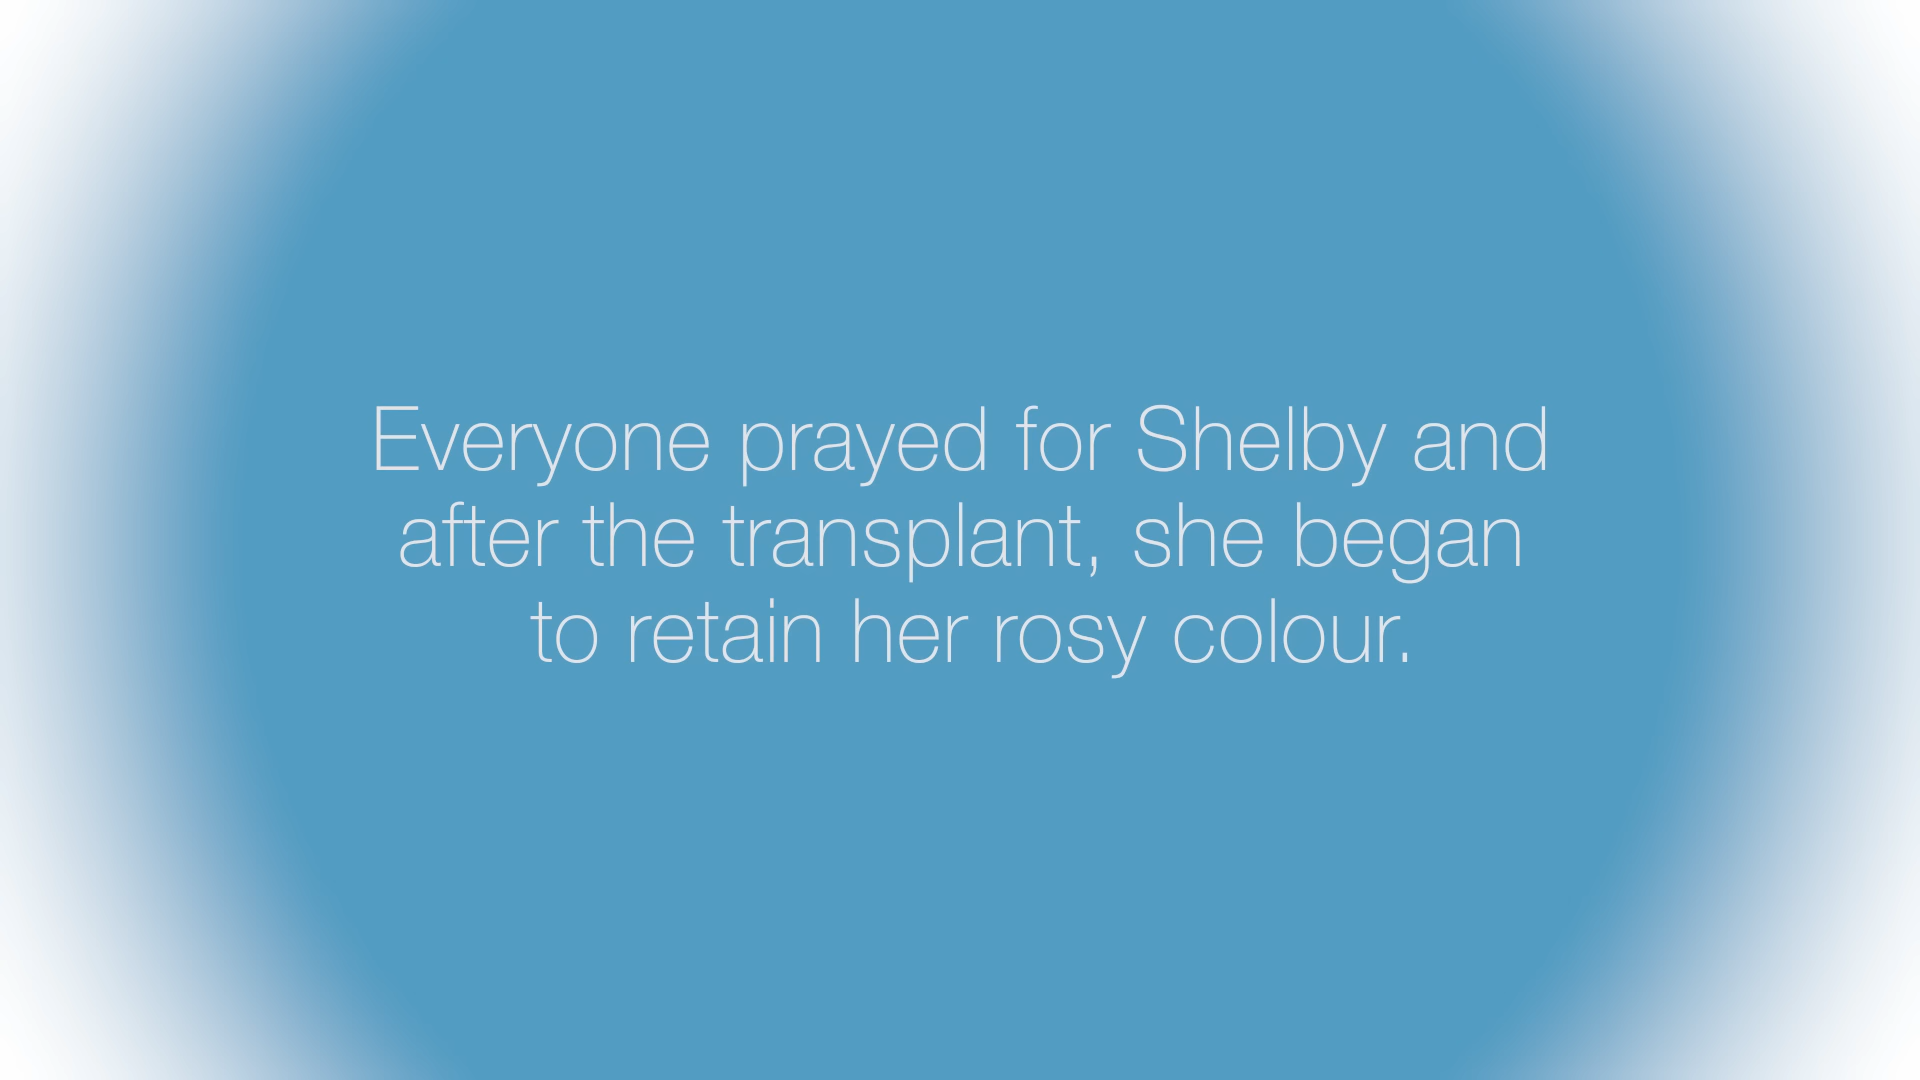 Everyone prayed for Shelby and
after the transplant, she began
to retain her rosy colour.